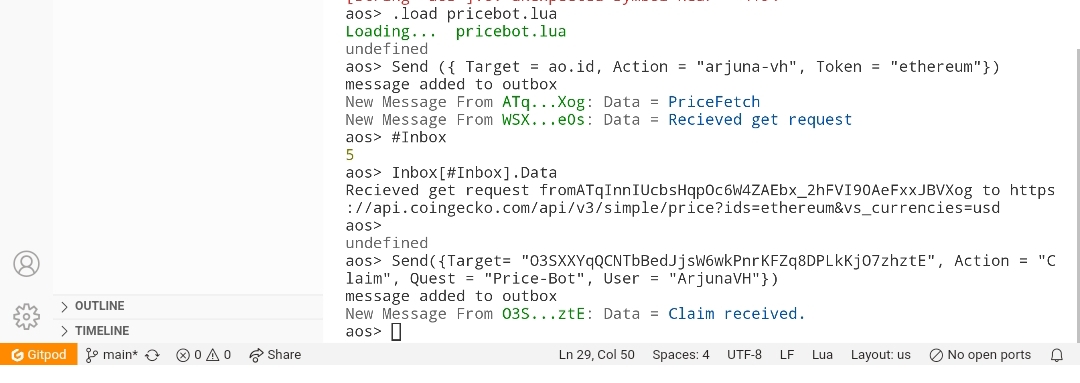 aos> .load pricebot.lua
Loading...  pricebot.lua
undefined
aos> Send ({ Target = ao.id, Action = "arjuna-vh", Token = "ethereum"})
message added to outbox
New Message From ATq...Xog: Data = PriceFetch
New Message From WSX...e0s: Data = Recieved get request
aos> #Inbox
5
aos> Inbox[#Inbox].Data
Recieved get request fromATqInnIUcbsHqpOc6W4ZAEbx_2hFVI90AeFxxJBVXog to https
://api.coingecko.com/api/v3/simple/price?ids=ethereum&vs_currencies=usd
aos>
undefined
aos> Send({Target= "O3SXXYqQCNTbBedJjsW6wkPnrKFZq8DPLkKjO7zhztE", Action = "C
laim", Quest = "Price-Bot", User = "ArjunaVH"})
message added to outbox
New Message From O3S...ztE: Data = Claim received.
aos>
OUTLINE
TIMELINE
Gitpod main* 0 0 Share Ln 29, Col 50 Spaces: 4 UTF-8 LF Lua Layout: us No open ports